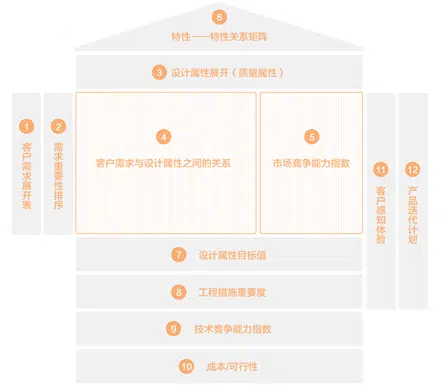 6
特性——特性关系矩阵
3 设计属性展开（质量属性）
1 客户需求展开表
2 需求重要性排序
4
客户需求与设计属性之间的关系
5
市场竞争能力指数
11 客户感知体验
12 产品迭代计划
7 设计属性目标值
8 工程措施重要度
9 技术竞争能力指数
10 成本/可行性